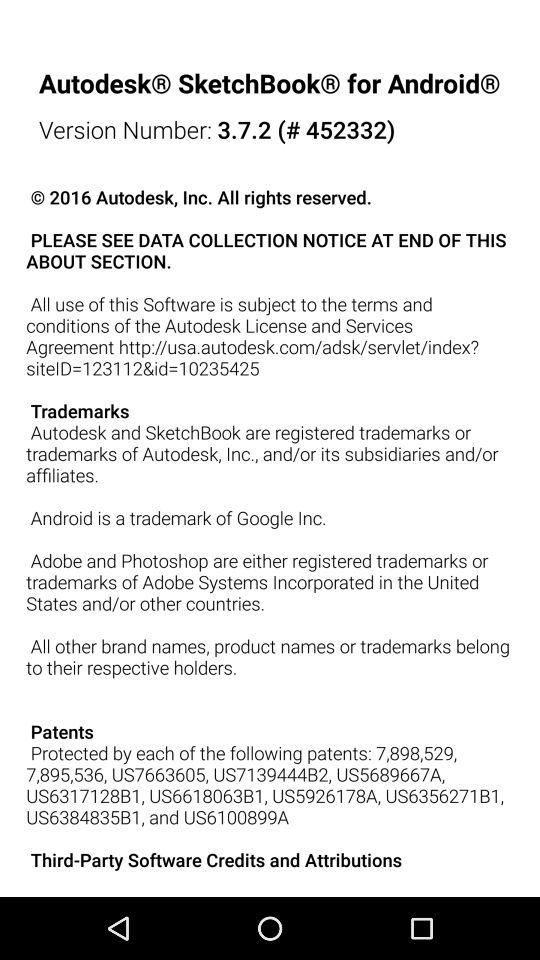 Autodesk® SketchBook® for Android®
Version Number: 3.7.2 (# 452332)
© 2016 Autodesk, Inc. All rights reserved.
PLEASE SEE DATA COLLECTION NOTICE AT END OF THIS
ABOUT SECTION.
All use of this Software is subject to the terms and
conditions of the Autodesk License and Services
Agreement http://usa.autodesk.com/adsk/servlet/index?
siteID=123112&id=10235425
Trademarks
Autodesk and SketchBook are registered trademarks or
trademarks of Autodesk, Inc., and/or its subsidiaries and/or
affiliates.
Android is a trademark of Google Inc.
Adobe and Photoshop are either registered trademarks or
trademarks of Adobe Systems Incorporated in the United
States and/or other countries.
All other brand names, product names or trademarks belong
to their respective holders.
Patents
Protected by each of the following patents: 7,898,529,
7,895,536, US7663605, US7139444B2, US5689667A,
US6317128B1, US6618063B1, US5926178A, US6356271B1,
US6384835B1, and US6100899A
Third-Party Software Credits and Attributions